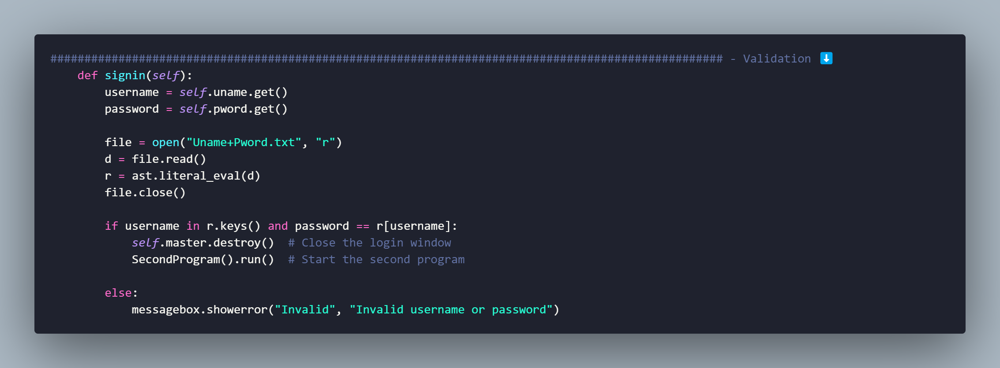 ################################################################################################### - Validation ⬇️
    def signin(self):
        username = self.uname.get()
        password = self.pword.get()

        file = open("Uname+Pword.txt", "r")
        d = file.read()
        r = ast.literal_eval(d)
        file.close()

        if username in r.keys() and password == r[username]:
            self.master.destroy()  # Close the login window
            SecondProgram().run()  # Start the second program

        else:
            messagebox.showerror("Invalid", "Invalid username or password")